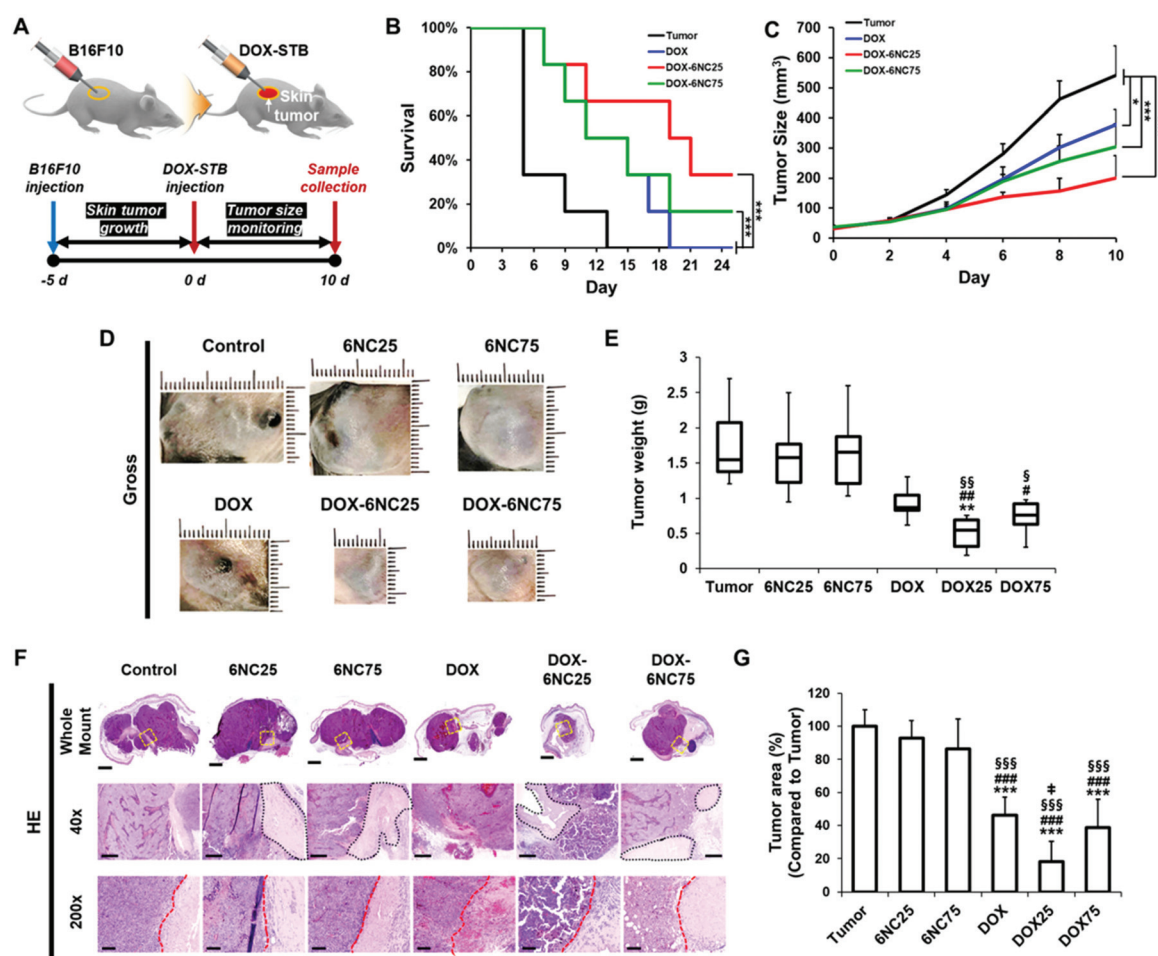 A
B16F10
DOX-STB
Skin
tumor
B16F10
injection
DOX-STB
injection
Sample
collection
Skin tumor
growth
Tumor size
monitoring
-5 d
0 d
10 d
B
Survival
100%
80%
60%
40%
20%
0%
0 3 6 9 12 15 18 21 24
Day
Tumor
DOX
DOX-6NC25
DOX-6NC75
***
***
C
Tumor Size (mm³)
700
600
500
400
300
200
100
0
0 2 4 6 8 10
Day
Tumor
DOX
DOX-6NC25
DOX-6NC75
*
***
D
Gross
Control 6NC25 6NC75
DOX DOX-6NC25 DOX-6NC75
E
Tumor weight (g)
3
2.5
2
1.5
1
0.5
0
§§
##
**
§
#
Tumor 6NC25 6NC75 DOX DOX25 DOX75
F
HE
Control 6NC25 6NC75 DOX DOX-6NC25 DOX-6NC75
Whole
Mount
40x
200x
G
Tumor area (%)
(Compared to Tumor)
120
100
80
60
40
20
0
§§§
###
***
ǂ
§§§
###
***
§§§
###
***
Tumor 6NC25 6NC75 DOX DOX25 DOX75